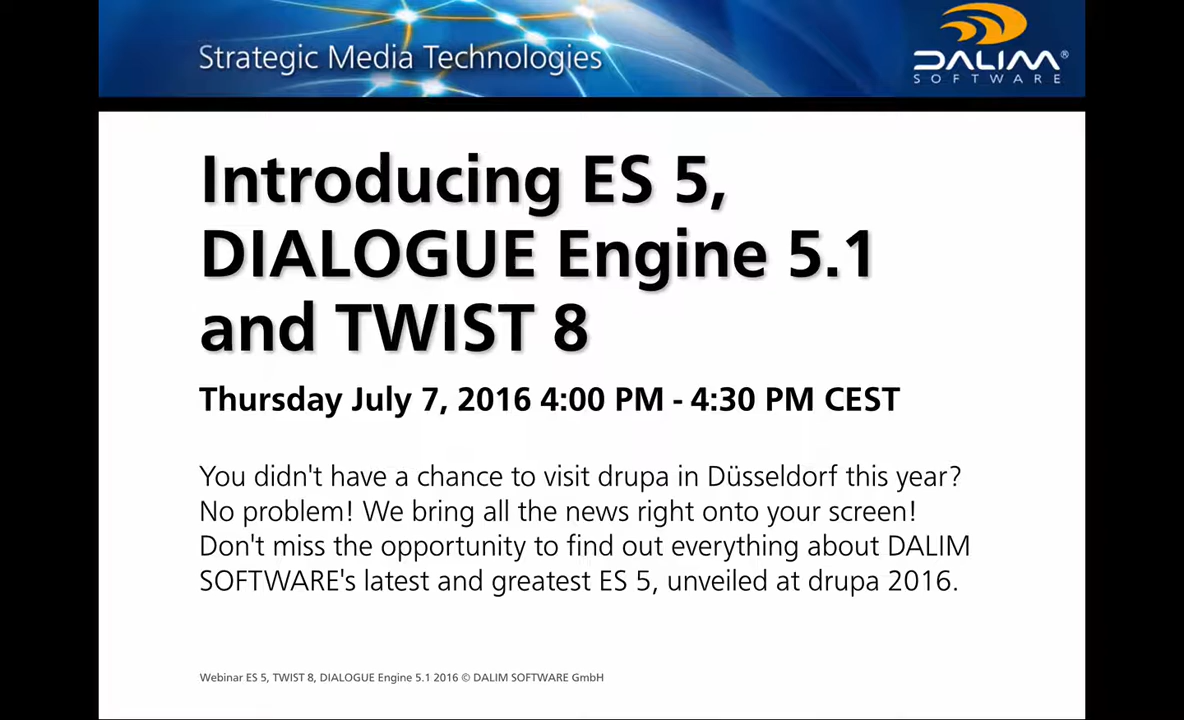 Strategic Media Technologies
DALIM®
SOFTWARE
Introducing ES 5,
DIALOGUE Engine 5.1
and TWIST 8
Thursday July 7, 2016 4:00 PM - 4:30 PM CEST
You didn't have a chance to visit drupa in Düsseldorf this year?
No problem! We bring all the news right onto your screen!
Don't miss the opportunity to find out everything about DALIM
SOFTWARE's latest and greatest ES 5, unveiled at drupa 2016.
Webinar ES 5, TWIST 8, DIALOGUE Engine 5.1 2016 © DALIM SOFTWARE GmbH